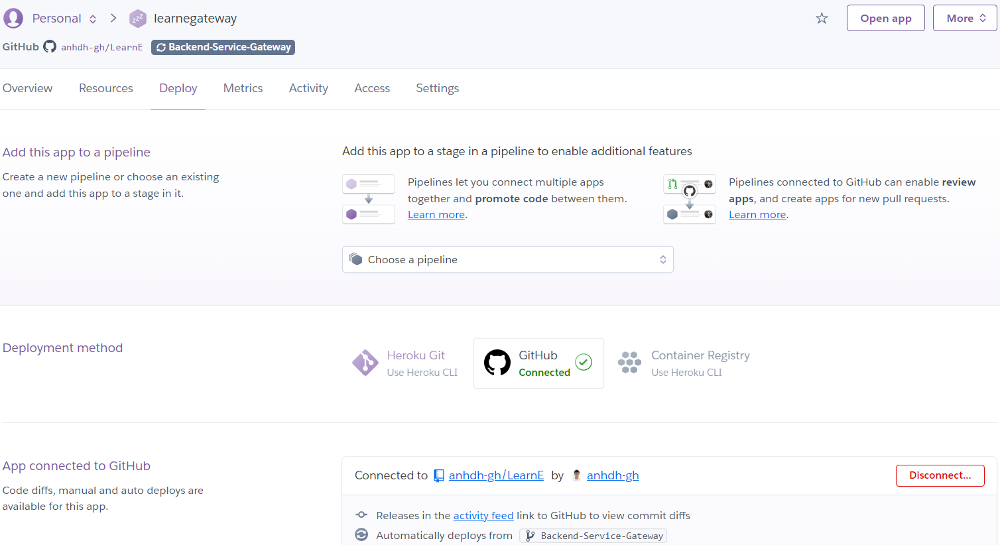 Personal learnegateway
Open app More
GitHub anhdh-gh/LearnE Backend-Service-Gateway
Overview Resources Deploy Metrics Activity Access Settings
Add this app to a pipeline
Create a new pipeline or choose an existing
one and add this app to a stage in it.
Add this app to a stage in a pipeline to enable additional features
Pipelines let you connect multiple apps
together and promote code between them.
Learn more.
Pipelines connected to GitHub can enable review
apps, and create apps for new pull requests.
Learn more.
Choose a pipeline
Deployment method
Heroku Git
Use Heroku CLI
GitHub
Connected
Container Registry
Use Heroku CLI
App connected to GitHub
Code diffs, manual and auto deploys are
available for this app.
Connected to anhdh-gh/LearnE by anhdh-gh
Disconnect...
Releases in the activity feed link to GitHub to view commit diffs
Automatically deploys from Backend-Service-Gateway